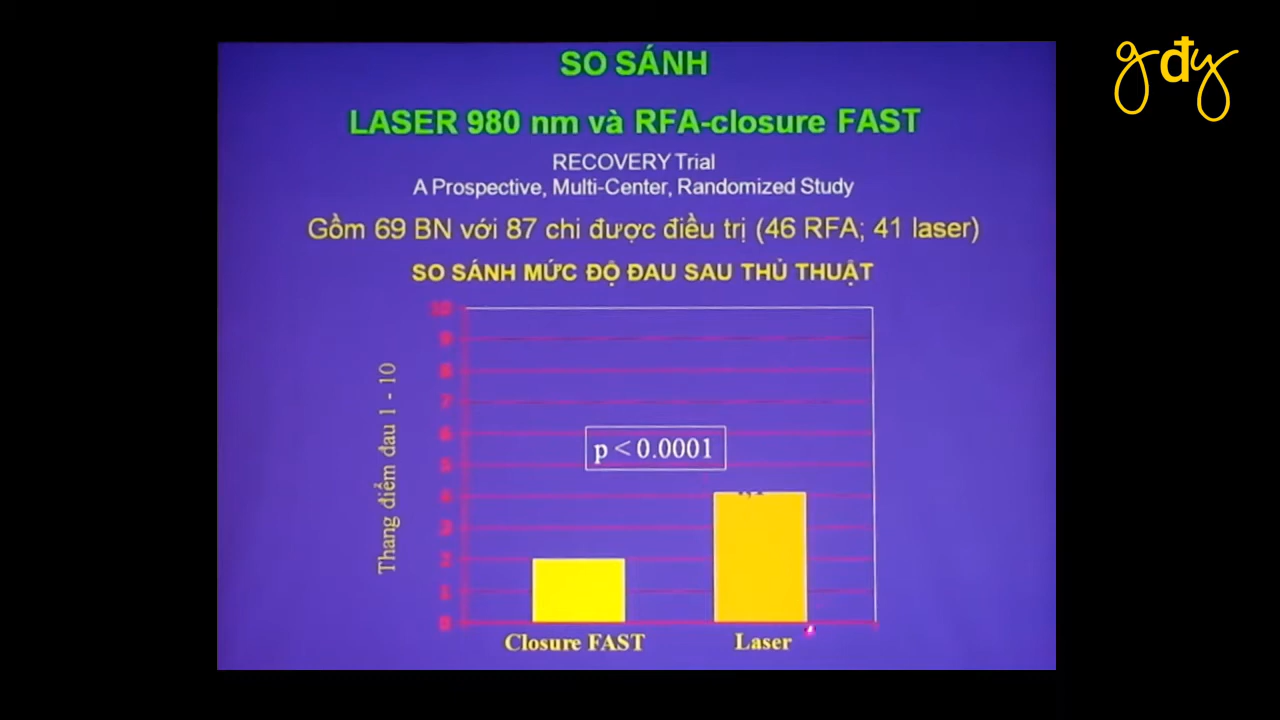 gđy
SO SÁNH
LASER 980 nm và RFA-closure FAST
RECOVERY Trial
A Prospective, Multi-Center, Randomized Study
Gồm 69 BN với 87 chi được điều trị (46 RFA; 41 laser)
SO SÁNH MỨC ĐỘ ĐAU SAU THỦ THUẬT
Thang điểm đau 1 - 10
10
9
8
7
6
5
4
3
2
1
0
p < 0.0001
Closure FAST
Laser